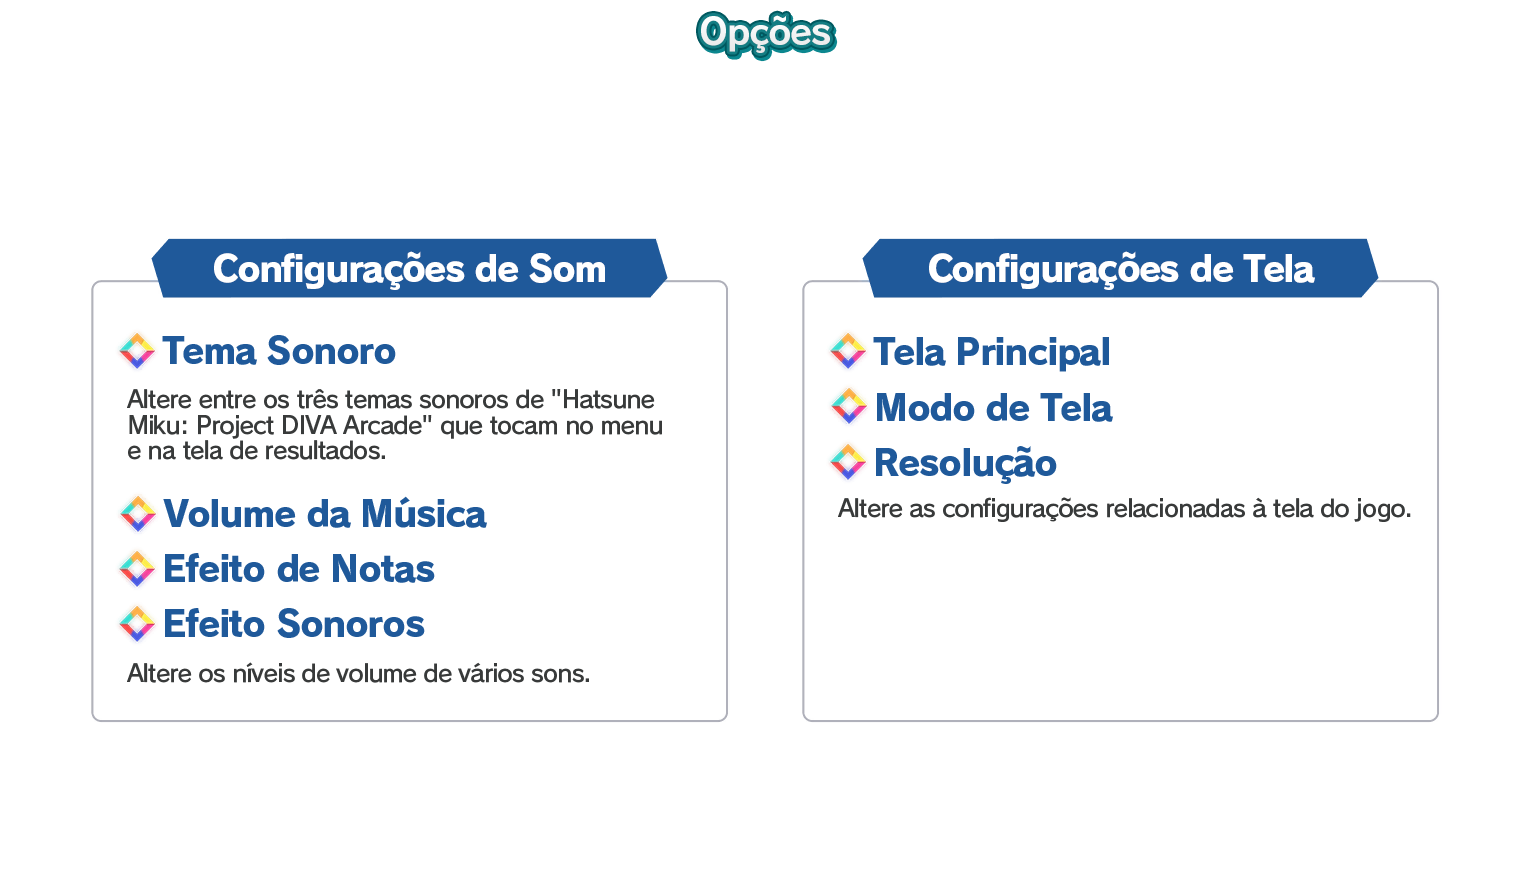 Opções
Configurações de Som
Tema Sonoro
Altere entre os três temas sonoros de "Hatsune
Miku: Project DIVA Arcade" que tocam no menu
e na tela de resultados.
Volume da Música
Efeito de Notas
Efeito Sonoros
Altere os níveis de volume de vários sons.
Configurações de Tela
Tela Principal
Modo de Tela
Resolução
Altere as configurações relacionadas à tela do jogo.